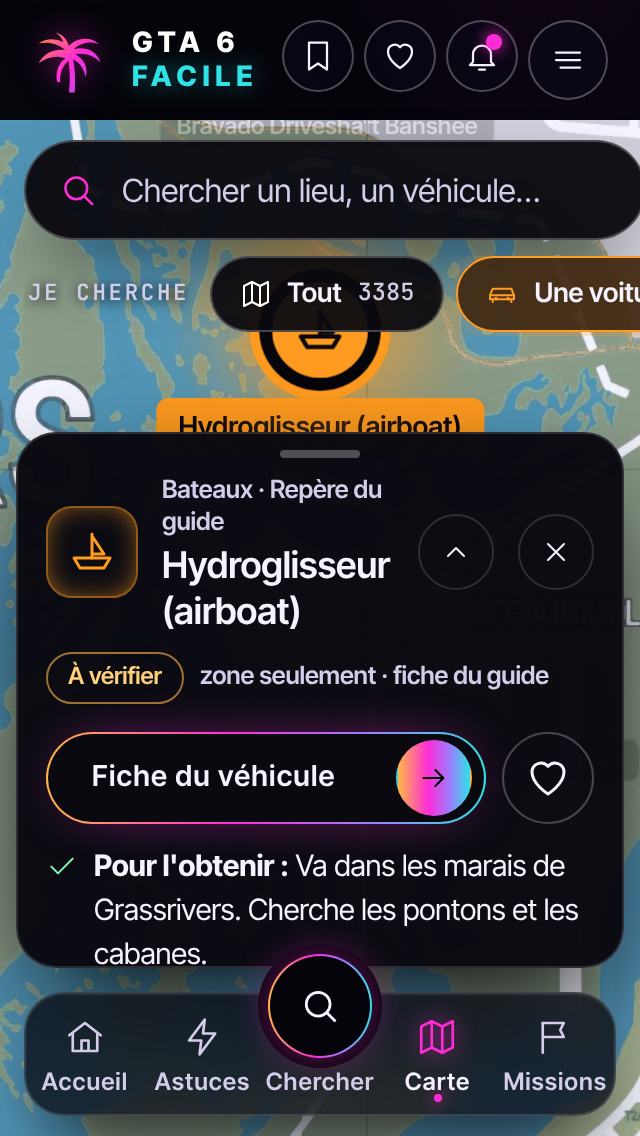 GTA 6
FACILE
Bravado Driveshaft Banshee
Chercher un lieu, un véhicule...
JE CHERCHE
Tout 3385
Une voitu
Hydroglisseur (airboat)
Bateaux · Repère du
guide
Hydroglisseur
(airboat)
À vérifier
zone seulement · fiche du guide
Fiche du véhicule
Pour l'obtenir : Va dans les marais de
Grassrivers. Cherche les pontons et les
cabanes.
Accueil
Astuces
Chercher
Carte
Missions